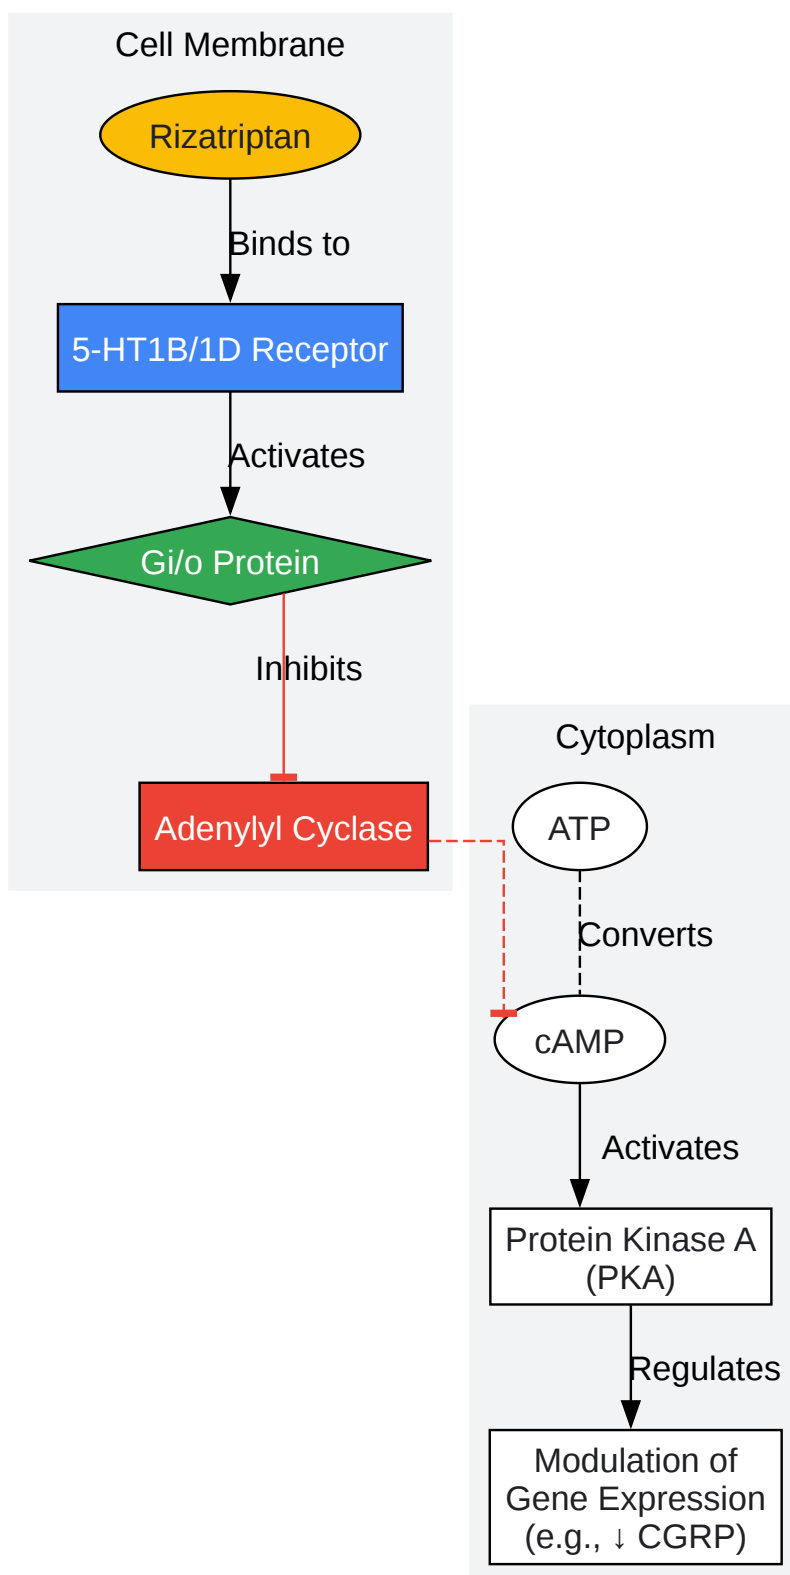 Cell Membrane
Rizatriptan
Binds to
5-HT1B/1D Receptor
Activates
Gi/o Protein
Inhibits
Adenylyl Cyclase
Cytoplasm
ATP
Converts
cAMP
Activates
Protein Kinase A
(PKA)
Regulates
Modulation of
Gene Expression
(e.g., ↓ CGRP)